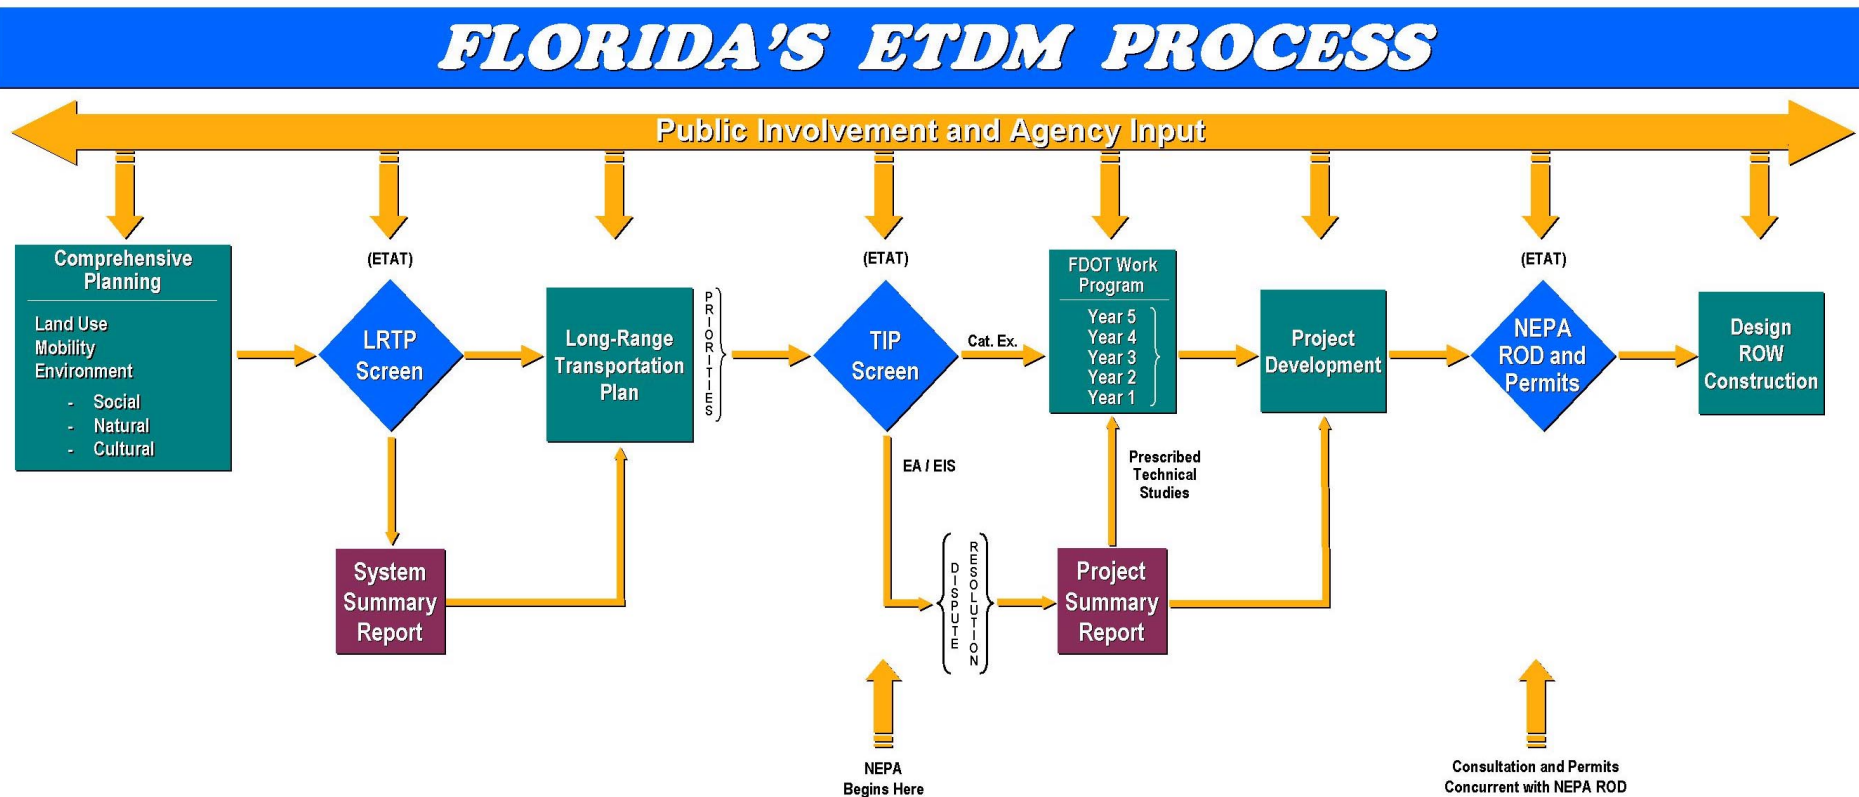 FLORIDA'S ETDM PROCESS
Public Involvement and Agency Input
Comprehensive
Planning
Land Use
Mobility
Environment
- Social
- Natural
- Cultural
(ETAT)
LRTP
Screen
System
Summary
Report
Long-Range
Transportation
Plan
PRIORITIES
(ETAT)
TIP
Screen
Cat. Ex.
EA / EIS
DISPUTE
RESOLUTION
NEPA
Begins Here
FDOT Work
Program
Year 5
Year 4
Year 3
Year 2
Year 1
Prescribed
Technical
Studies
Project
Summary
Report
Project
Development
(ETAT)
NEPA
ROD and
Permits
Consultation and Permits
Concurrent with NEPA ROD
Design
ROW
Construction